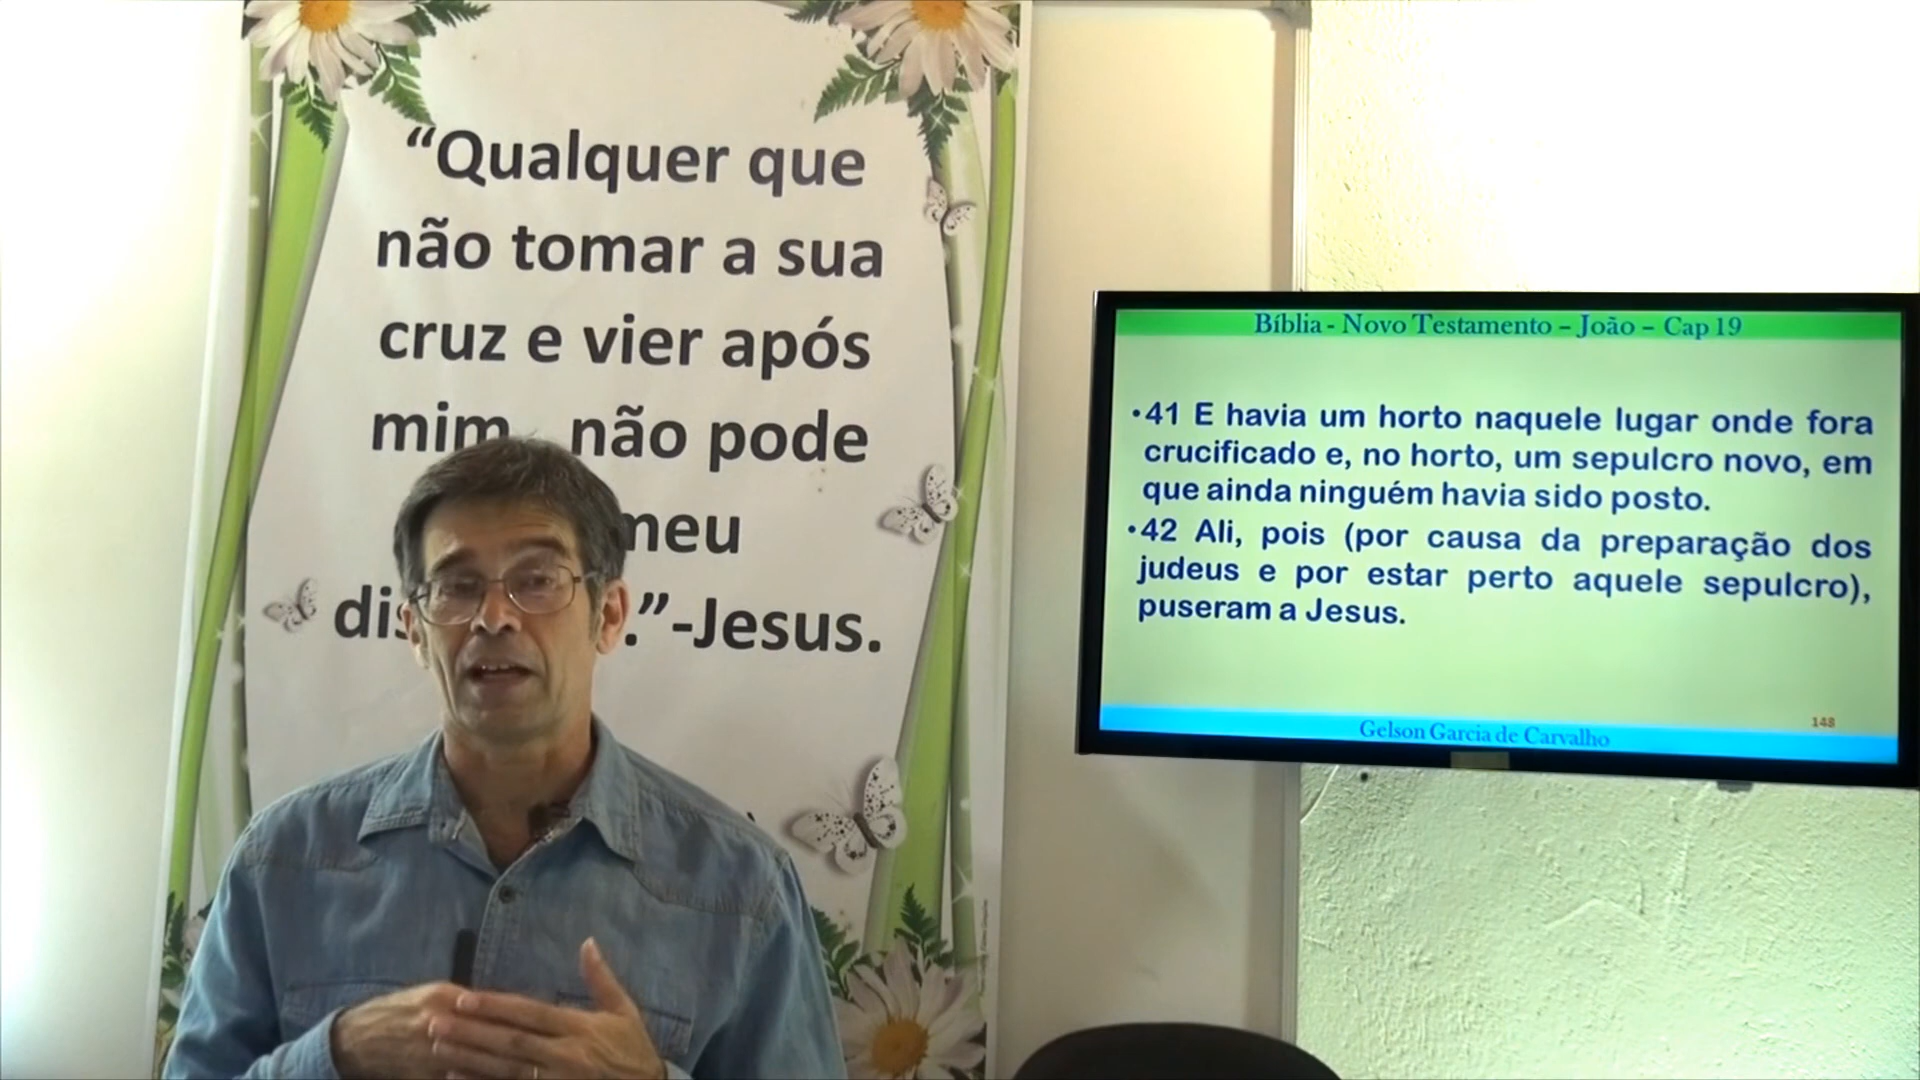 “Qualquer que
não tomar a sua
cruz e vier após
mim não pode
meu
.”-Jesus.
Bíblia - Novo Testamento – João – Cap 19
•41 E havia um horto naquele lugar onde fora
crucificado e, no horto, um sepulcro novo, em
que ainda ninguém havia sido posto.
•42 Ali, pois (por causa da preparação dos
judeus e por estar perto aquele sepulcro),
puseram a Jesus.
148
Gelson Garcia de Carvalho